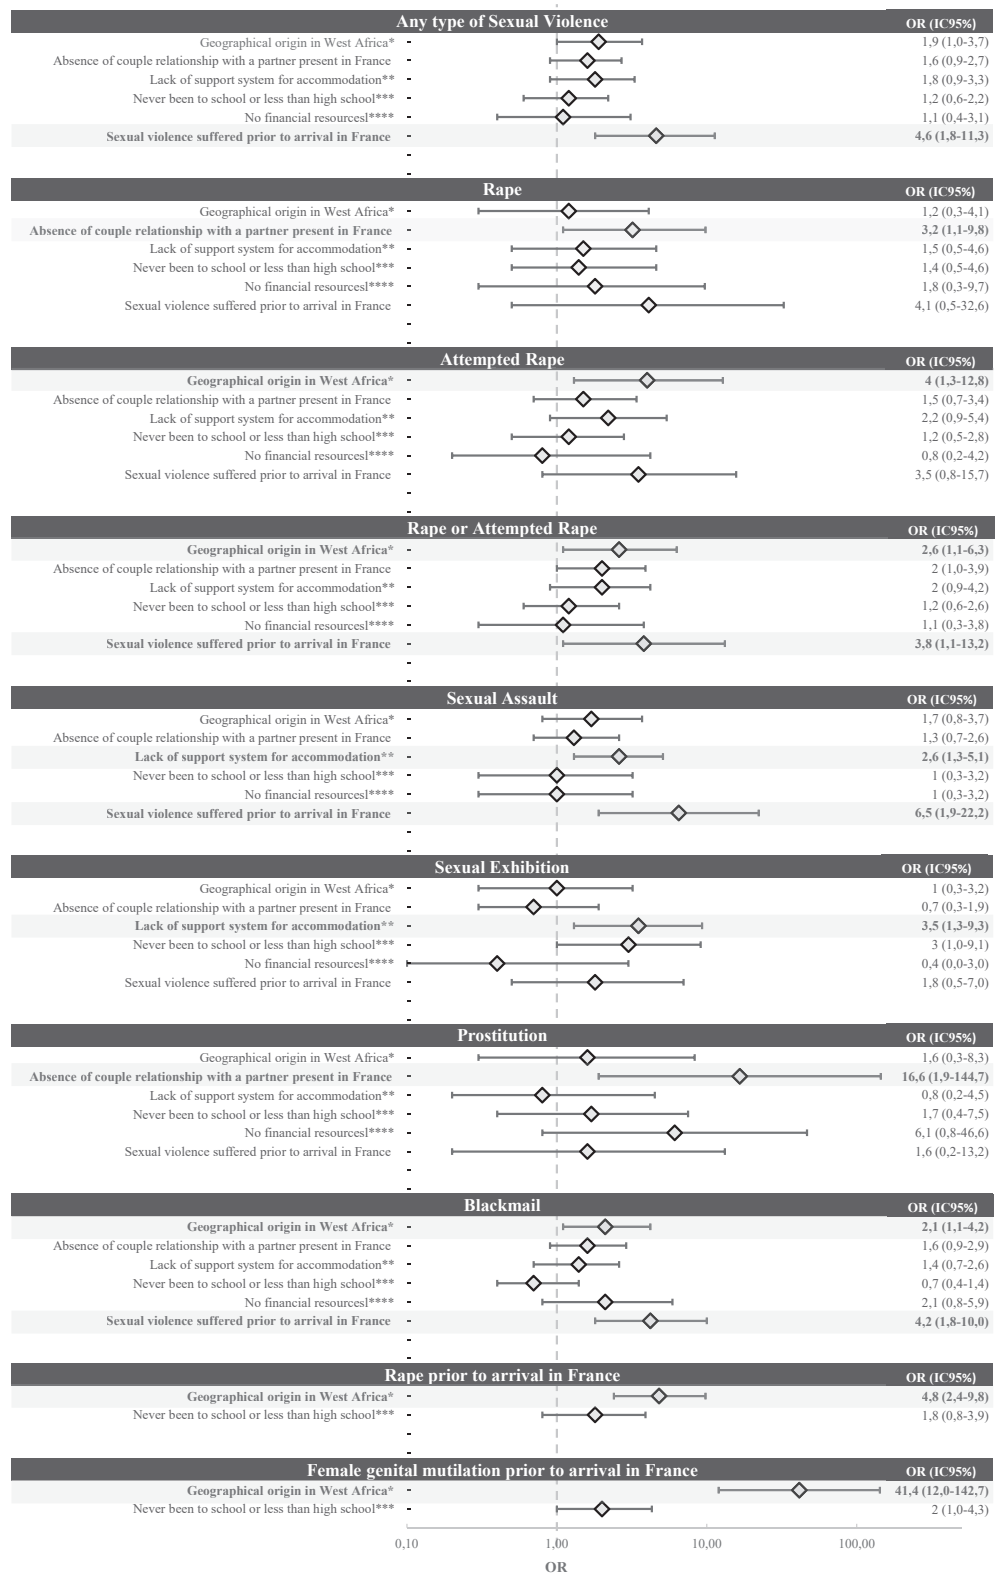 Any type of Sexual Violence OR (IC95%)
Geographical origin in West Africa* 1,9 (1,0-3,7)
Absence of couple relationship with a partner present in France 1,6 (0,9-2,7)
Lack of support system for accommodation** 1,8 (0,9-3,3)
Never been to school or less than high school*** 1,2 (0,6-2,2)
No financial resourcesl**** 1,1 (0,4-3,1)
Sexual violence suffered prior to arrival in France 4,6 (1,8-11,3)
Rape OR (IC95%)
Geographical origin in West Africa* 1,2 (0,3-4,1)
Absence of couple relationship with a partner present in France 3,2 (1,1-9,8)
Lack of support system for accommodation** 1,5 (0,5-4,6)
Never been to school or less than high school*** 1,4 (0,5-4,6)
No financial resourcesl**** 1,8 (0,3-9,7)
Sexual violence suffered prior to arrival in France 4,1 (0,5-32,6)
Attempted Rape OR (IC95%)
Geographical origin in West Africa* 4 (1,3-12,8)
Absence of couple relationship with a partner present in France 1,5 (0,7-3,4)
Lack of support system for accommodation** 2,2 (0,9-5,4)
Never been to school or less than high school*** 1,2 (0,5-2,8)
No financial resourcesl**** 0,8 (0,2-4,2)
Sexual violence suffered prior to arrival in France 3,5 (0,8-15,7)
Rape or Attempted Rape OR (IC95%)
Geographical origin in West Africa* 2,6 (1,1-6,3)
Absence of couple relationship with a partner present in France 2 (1,0-3,9)
Lack of support system for accommodation** 2 (0,9-4,2)
Never been to school or less than high school*** 1,2 (0,6-2,6)
No financial resourcesl**** 1,1 (0,3-3,8)
Sexual violence suffered prior to arrival in France 3,8 (1,1-13,2)
Sexual Assault OR (IC95%)
Geographical origin in West Africa* 1,7 (0,8-3,7)
Absence of couple relationship with a partner present in France 1,3 (0,7-2,6)
Lack of support system for accommodation** 2,6 (1,3-5,1)
Never been to school or less than high school*** 1 (0,3-3,2)
No financial resourcesl**** 1 (0,3-3,2)
Sexual violence suffered prior to arrival in France 6,5 (1,9-22,2)
Sexual Exhibition OR (IC95%)
Geographical origin in West Africa* 1 (0,3-3,2)
Absence of couple relationship with a partner present in France 0,7 (0,3-1,9)
Lack of support system for accommodation** 3,5 (1,3-9,3)
Never been to school or less than high school*** 3 (1,0-9,1)
No financial resourcesl**** 0,4 (0,0-3,0)
Sexual violence suffered prior to arrival in France 1,8 (0,5-7,0)
Prostitution OR (IC95%)
Geographical origin in West Africa* 1,6 (0,3-8,3)
Absence of couple relationship with a partner present in France 16,6 (1,9-144,7)
Lack of support system for accommodation** 0,8 (0,2-4,5)
Never been to school or less than high school*** 1,7 (0,4-7,5)
No financial resourcesl**** 6,1 (0,8-46,6)
Sexual violence suffered prior to arrival in France 1,6 (0,2-13,2)
Blackmail OR (IC95%)
Geographical origin in West Africa* 2,1 (1,1-4,2)
Absence of couple relationship with a partner present in France 1,6 (0,9-2,9)
Lack of support system for accommodation** 1,4 (0,7-2,6)
Never been to school or less than high school*** 0,7 (0,4-1,4)
No financial resourcesl**** 2,1 (0,8-5,9)
Sexual violence suffered prior to arrival in France 4,2 (1,8-10,0)
Rape prior to arrival in France OR (IC95%)
Geographical origin in West Africa* 4,8 (2,4-9,8)
Never been to school or less than high school*** 1,8 (0,8-3,9)
Female genital mutilation prior to arrival in France OR (IC95%)
Geographical origin in West Africa* 41,4 (12,0-142,7)
Never been to school or less than high school*** 2 (1,0-4,3)
0,10 1,00 10,00 100,00
OR